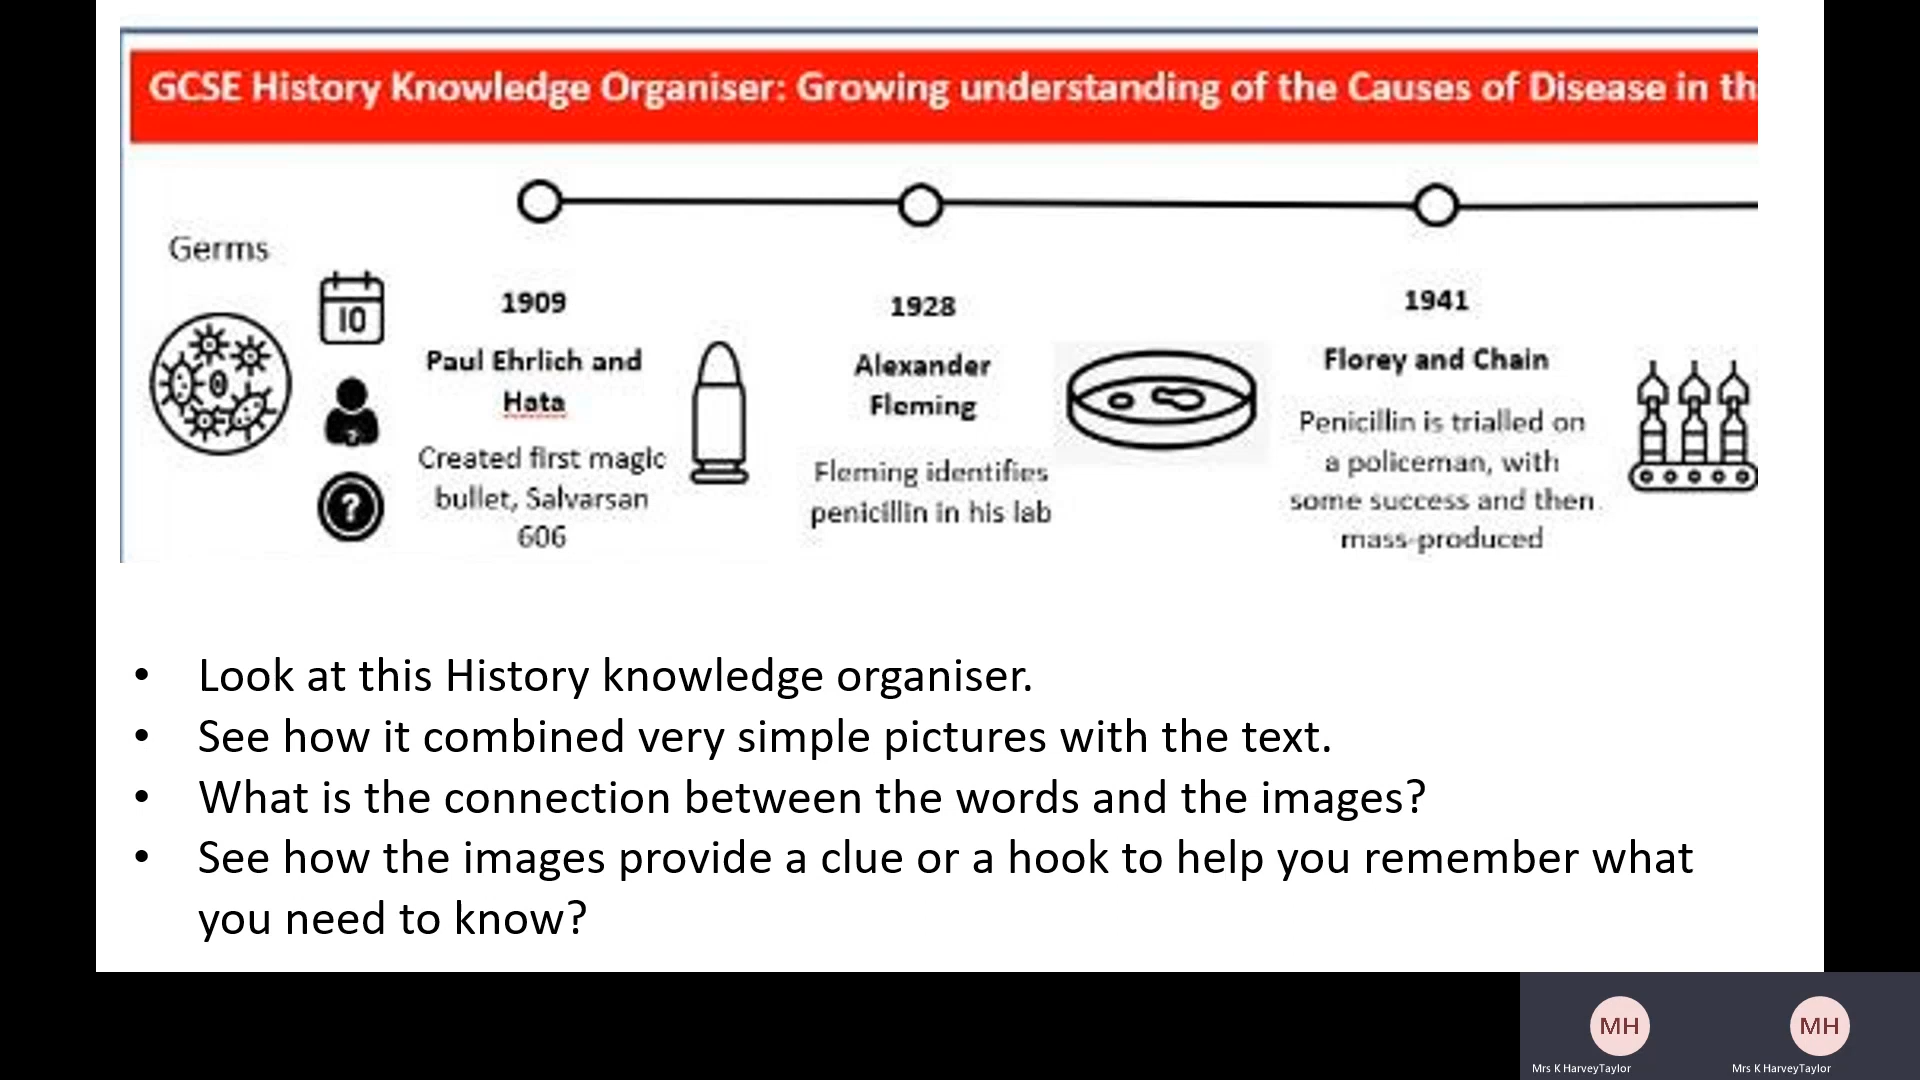 GCSE History Knowledge Organiser: Growing understanding of the Causes of Disease in th
Germs
10
1909
Paul Ehrlich and
Hata
Created first magic
bullet, Salvarsan
606
1928
Alexander
Fleming
Fleming identifies
penicillin in his lab
1941
Florey and Chain
Penicillin is trialled on
a policeman, with
some success and then
mass-produced
?
?
• Look at this History knowledge organiser.
• See how it combined very simple pictures with the text.
• What is the connection between the words and the images?
• See how the images provide a clue or a hook to help you remember what
you need to know?
MH
MH
Mrs K HarveyTaylor
Mrs K HarveyTaylor